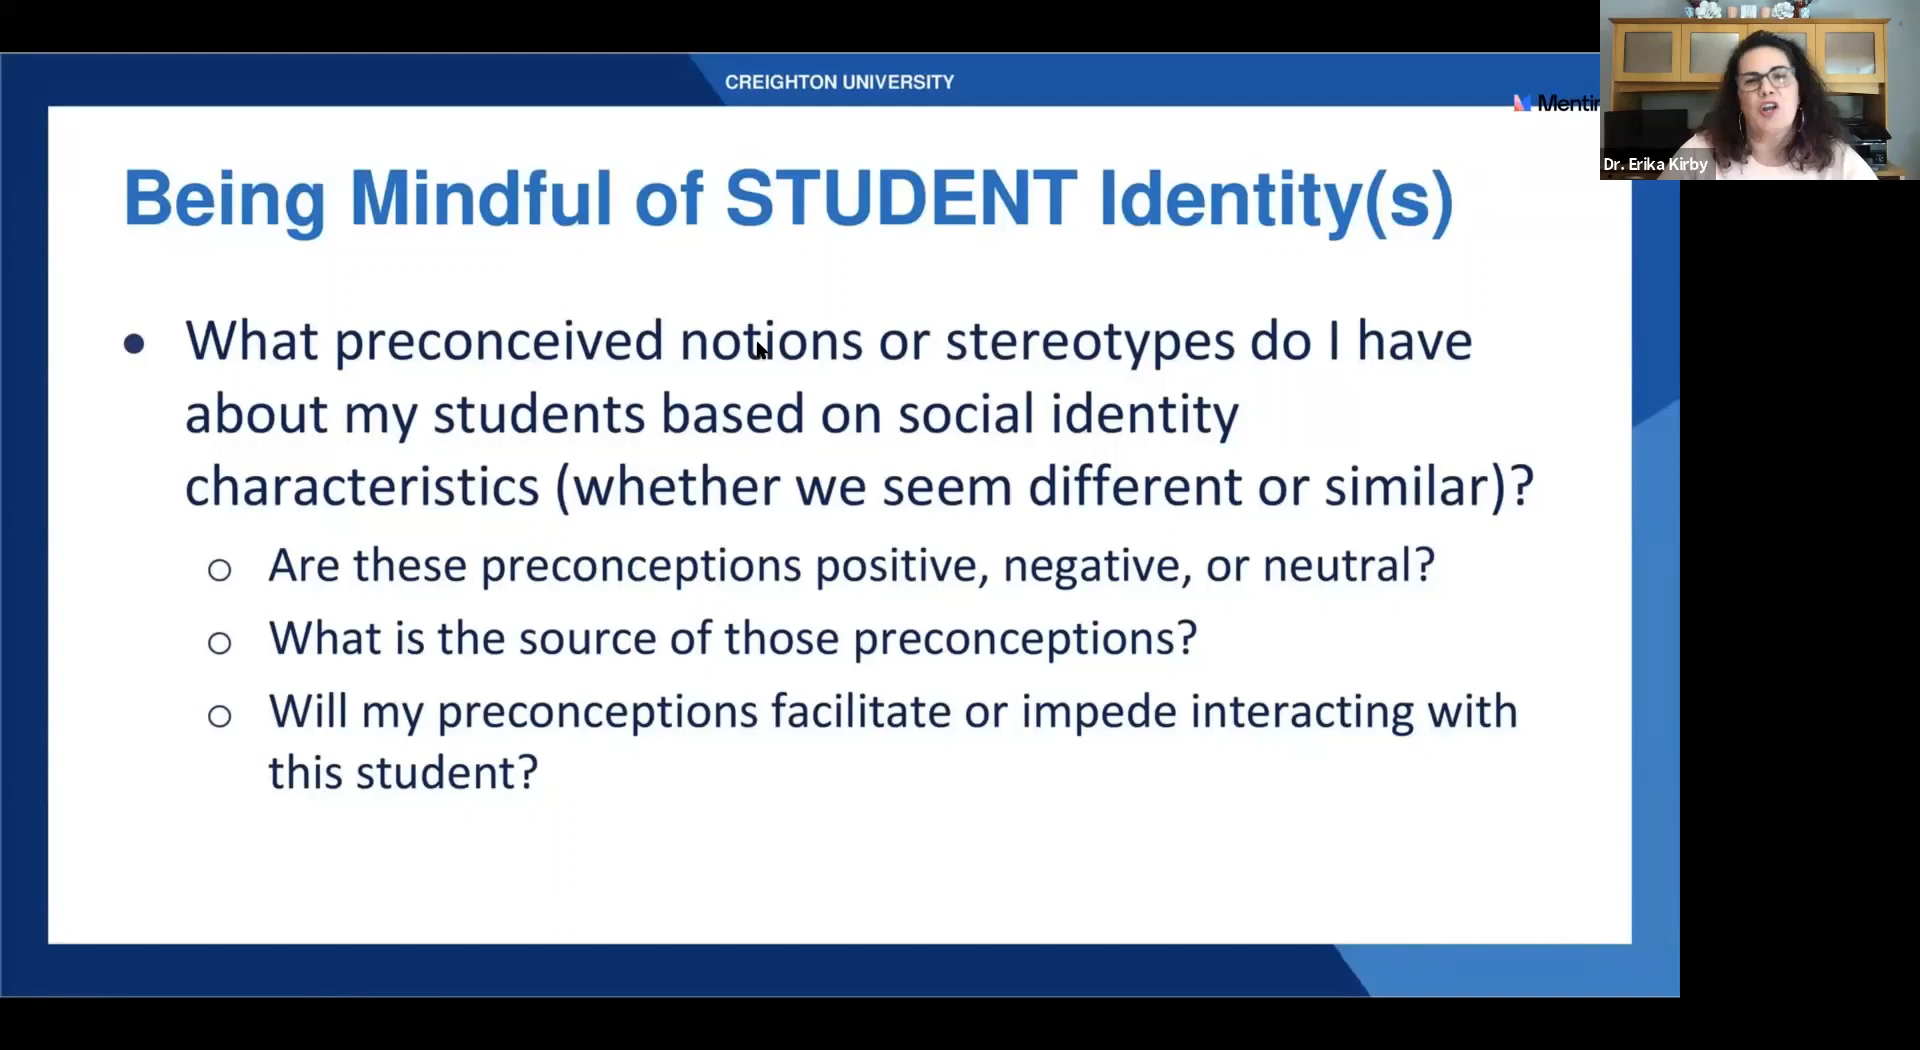 CREIGHTON UNIVERSITY
Dr. Erika Kirby
Being Mindful of STUDENT Identity(s)
• What preconceived notions or stereotypes do I have
about my students based on social identity
characteristics (whether we seem different or similar)?
o Are these preconceptions positive, negative, or neutral?
o What is the source of those preconceptions?
o Will my preconceptions facilitate or impede interacting with
this student?